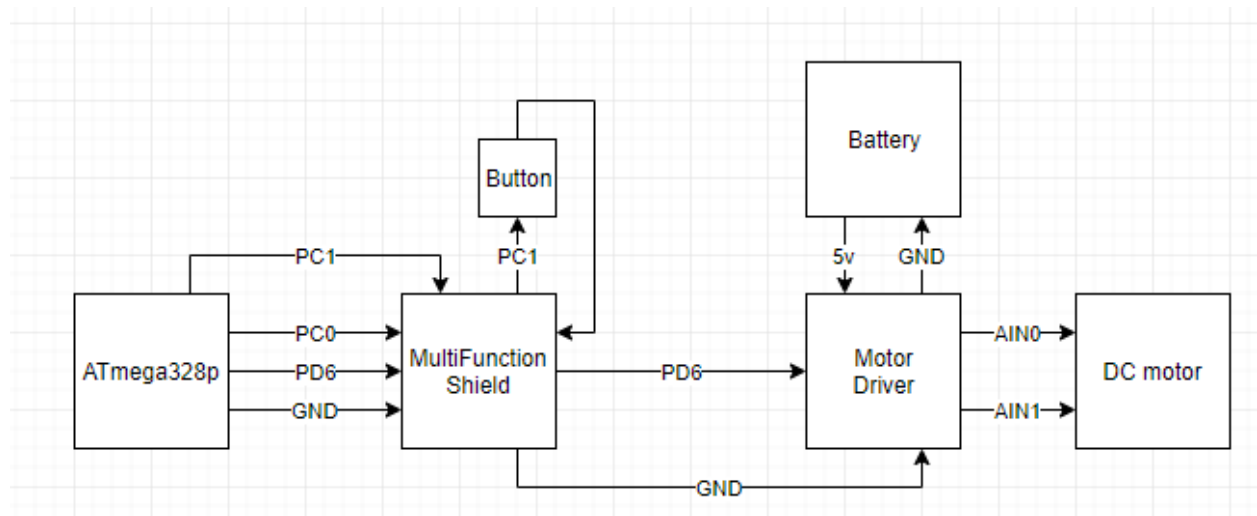 Battery
Button
PC1
PC1
5v
GND
ATmega328p
PC0
PD6
GND
MultiFunction
Shield
PD6
Motor
Driver
AIN0
AIN1
DC motor
GND